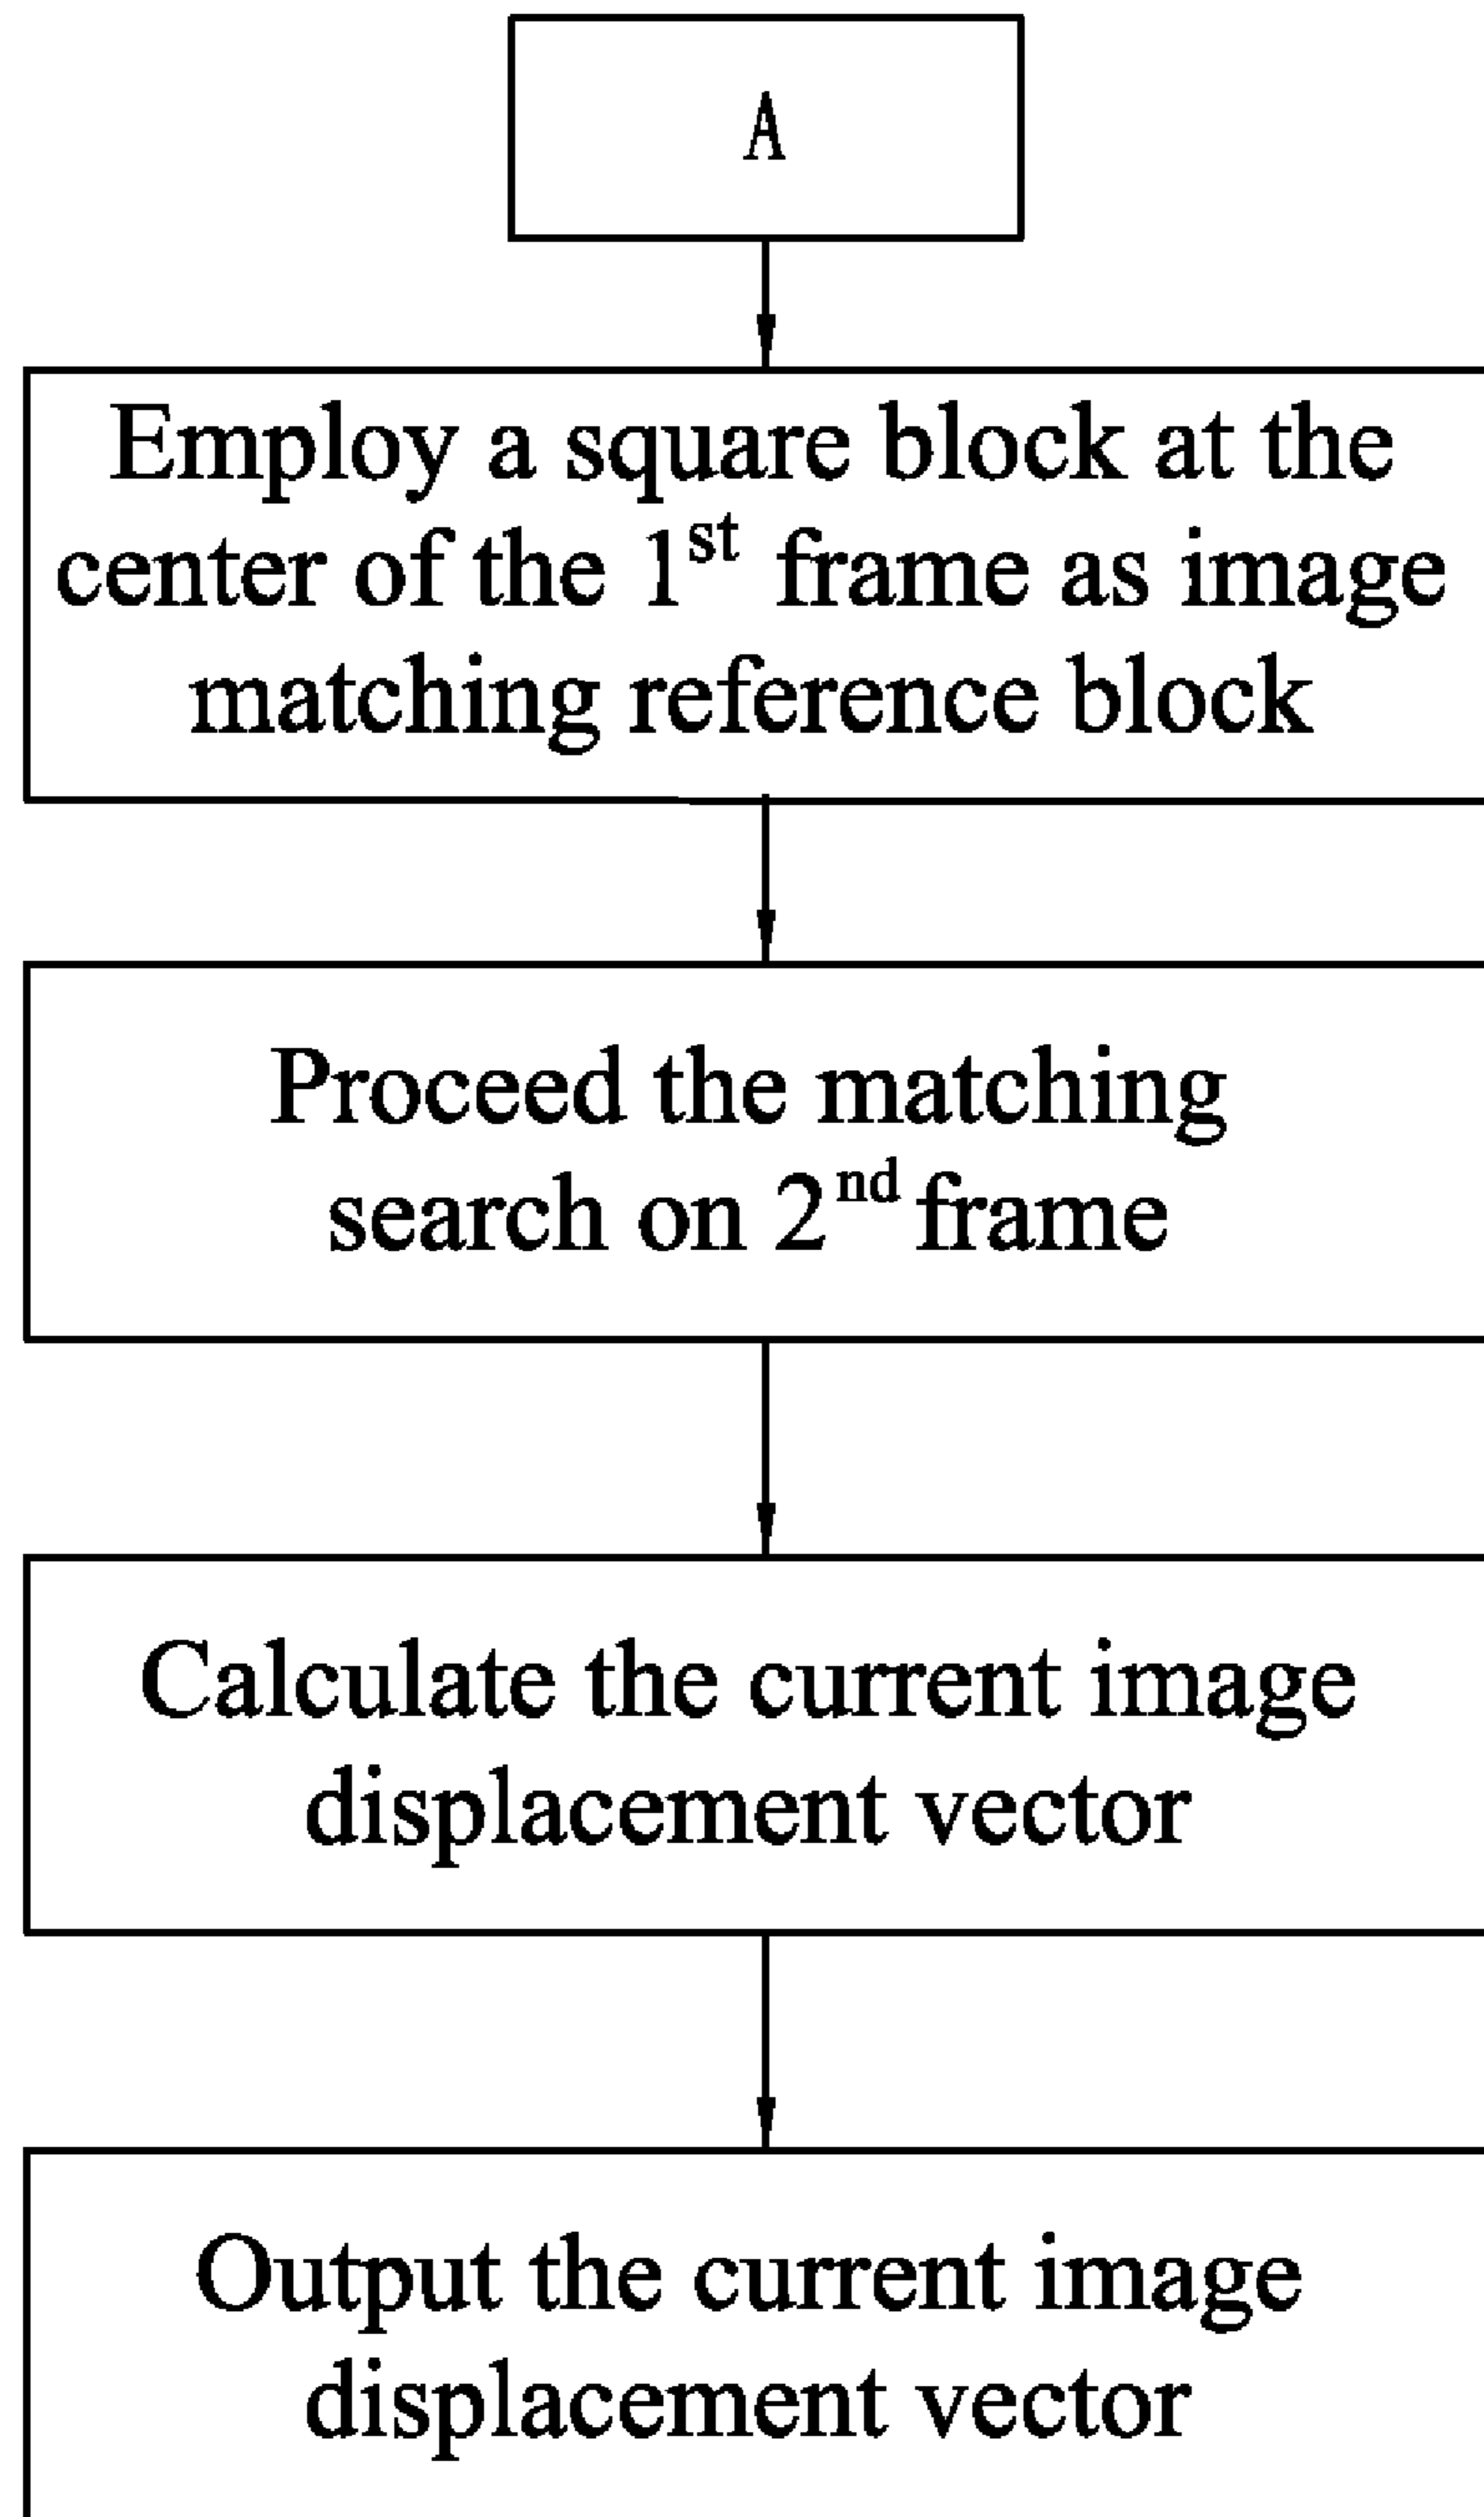 A
Employ a square block at the
center of the 1st frame as image
matching reference block
Proceed the matching
search on 2nd frame
Calculate the current image
displacement vector
Output the current image
displacement vector